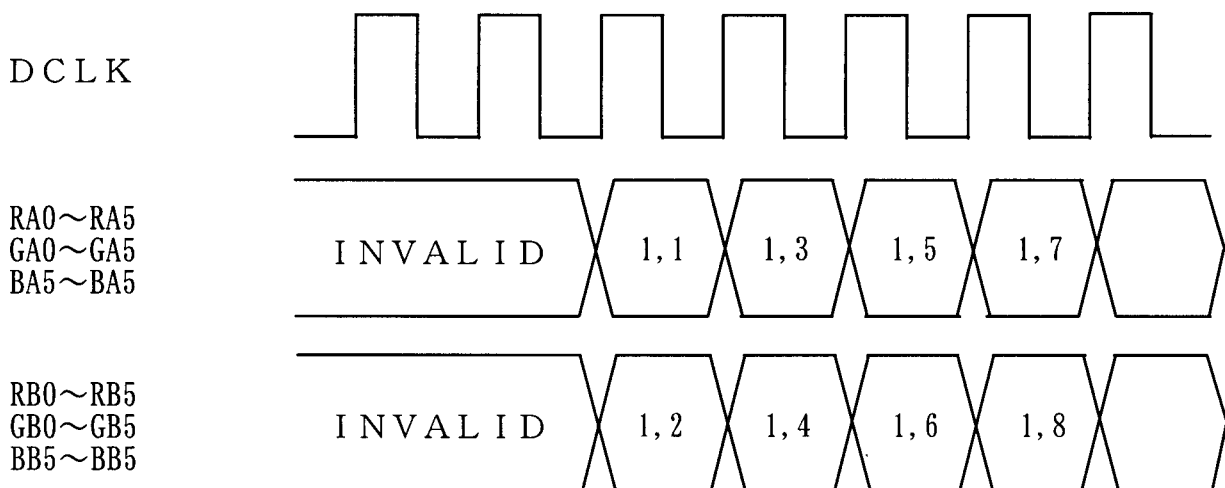 DCLK
RA0～RA5
GA0～GA5
BA5～BA5
INVALID
1,1
1,3
1,5
1,7
RB0～RB5
GB0～GB5
BB5～BB5
INVALID
1,2
1,4
1,6
1,8